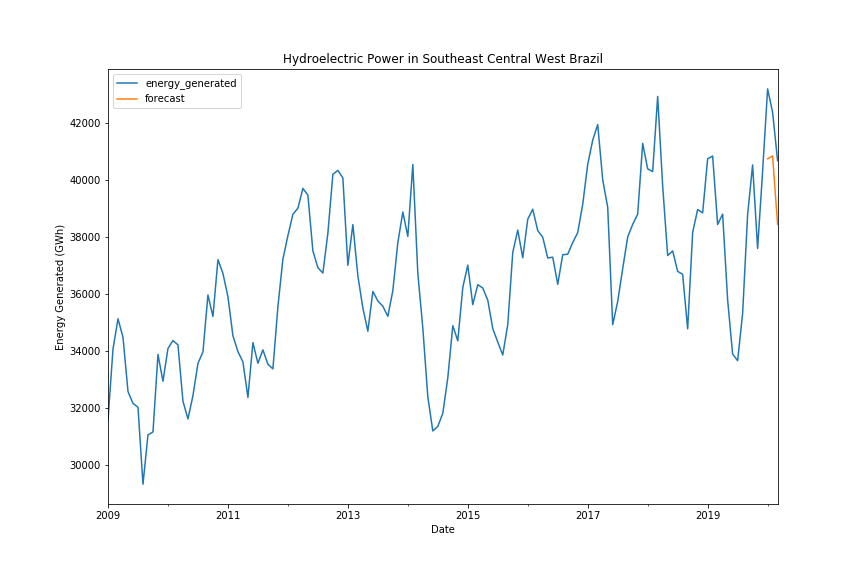 Hydroelectric Power in Southeast Central West Brazil
energy_generated
forecast
42000
40000
38000
36000
34000
32000
30000
Energy Generated (GWh)
2009
2011
2013
2015
2017
2019
Date